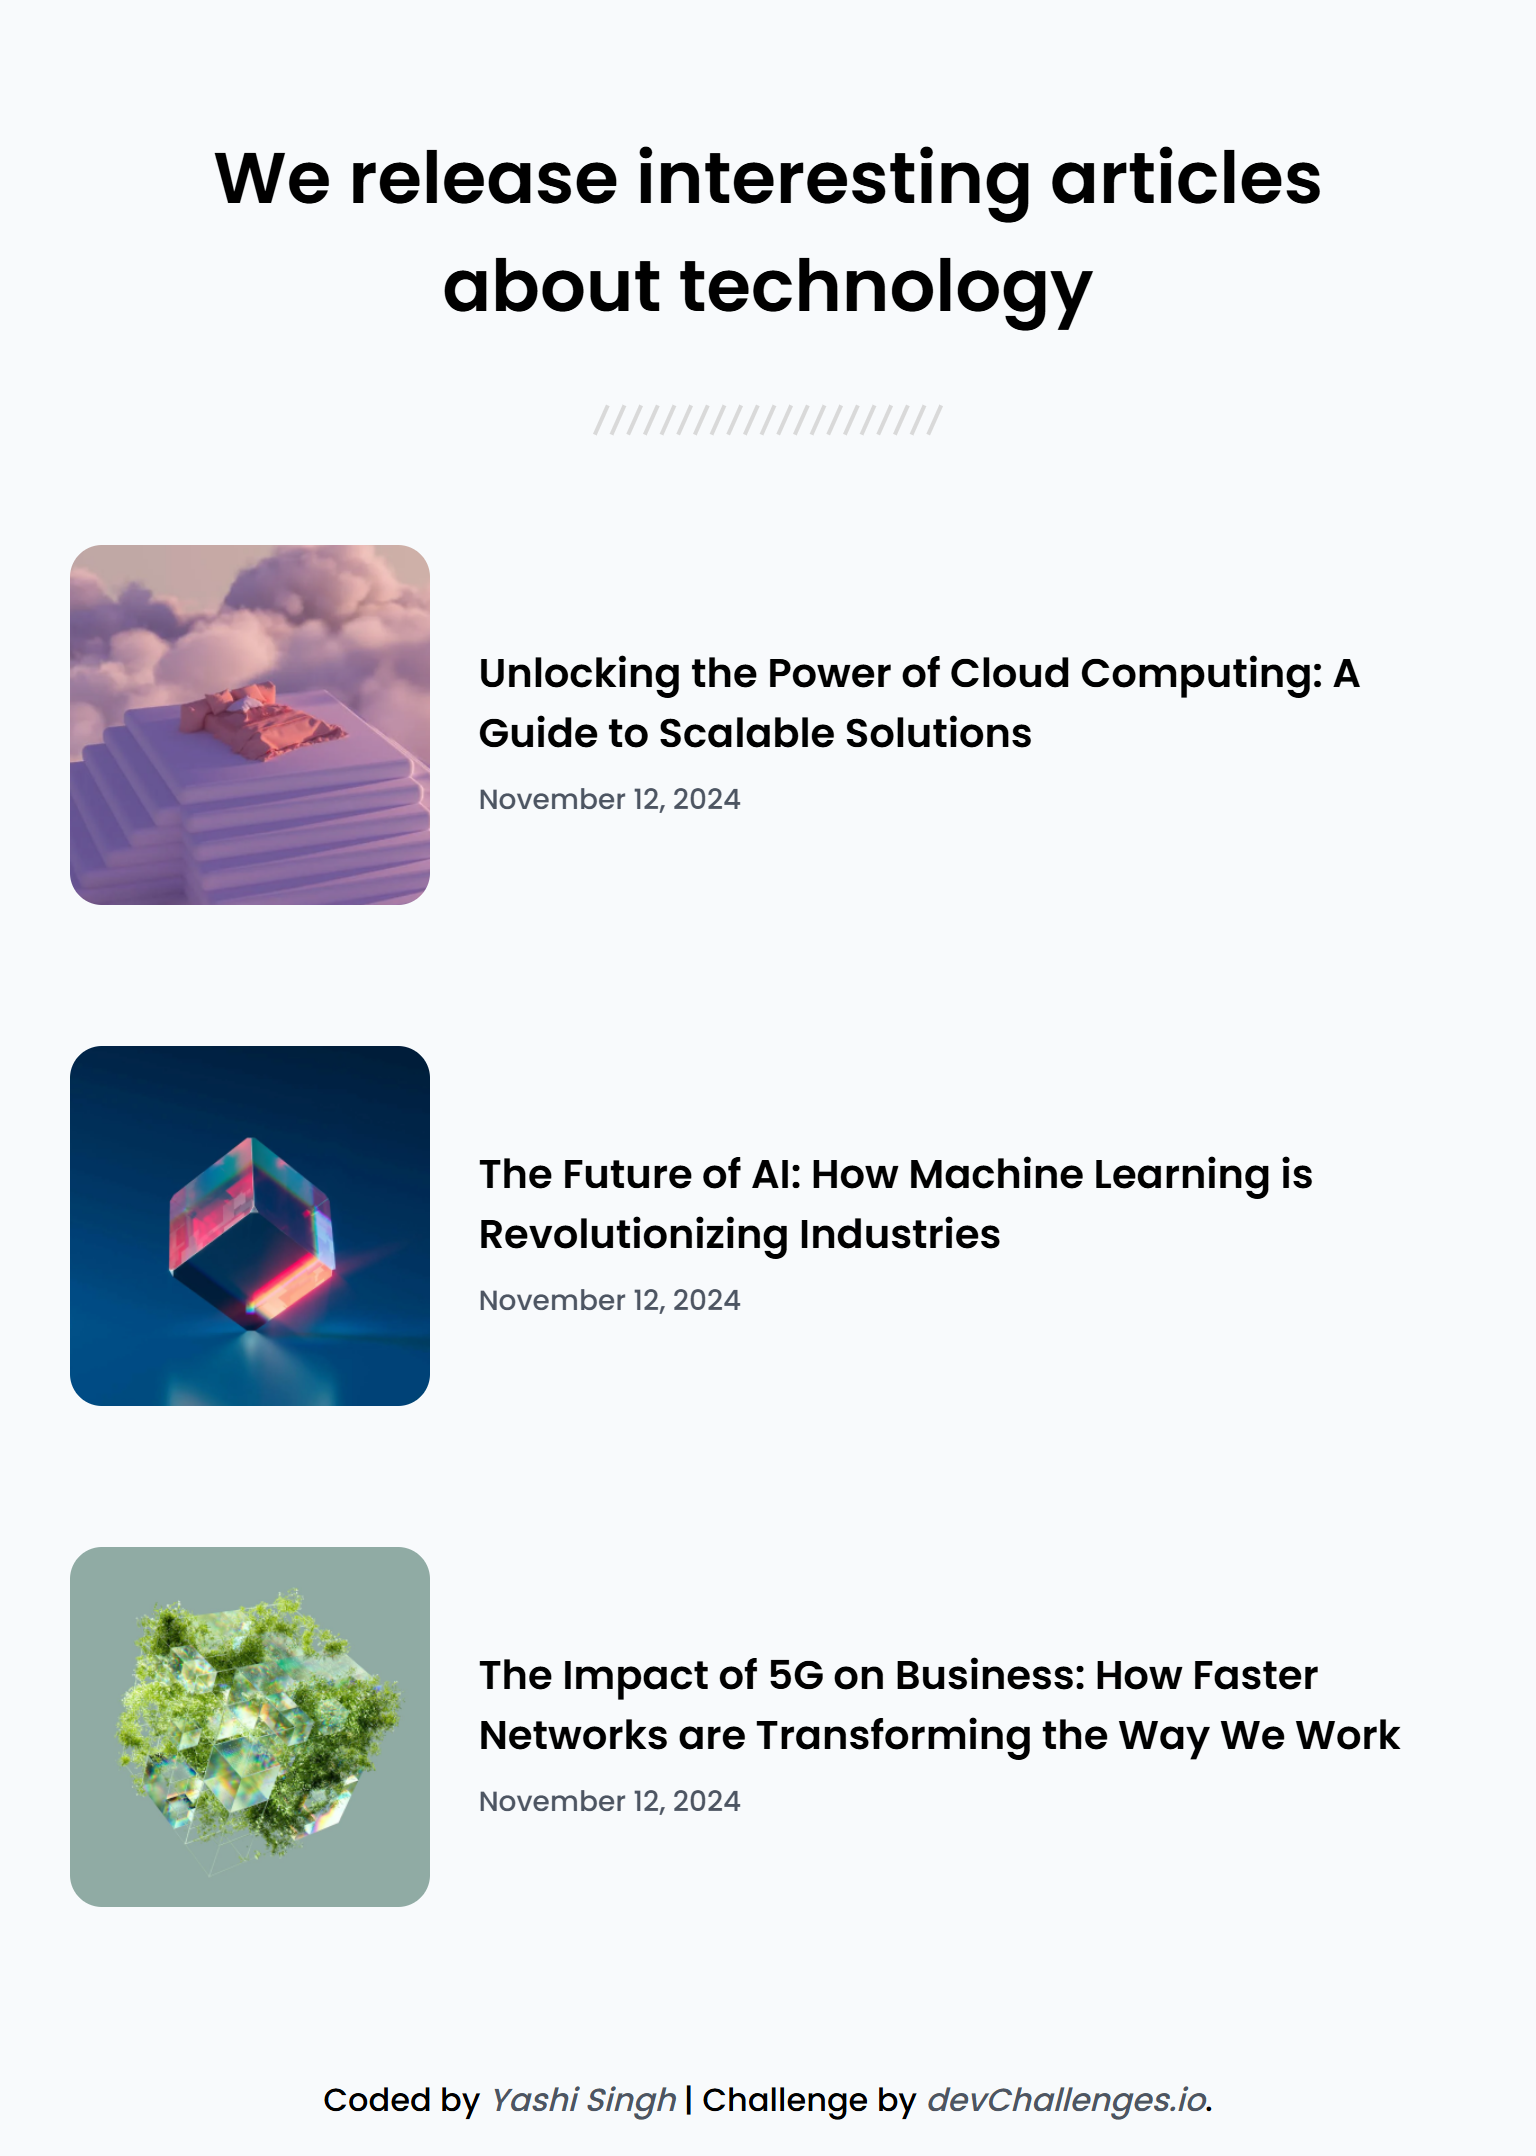 We release interesting articles
about technology
Unlocking the Power of Cloud Computing: A
Guide to Scalable Solutions
November 12, 2024
The Future of AI: How Machine Learning is
Revolutionizing Industries
November 12, 2024
The Impact of 5G on Business: How Faster
Networks are Transforming the Way We Work
November 12, 2024
Coded by Yashi Singh | Challenge by devChallenges.io.